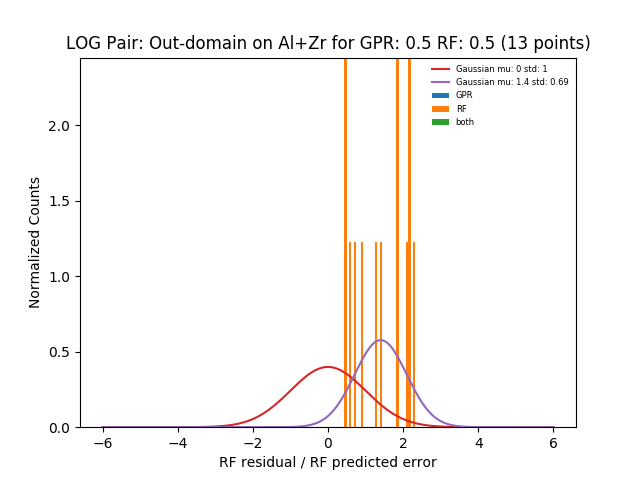 LOG Pair: Out-domain on Al+Zr for GPR: 0.5 RF: 0.5 (13 points)
Gaussian mu: 0 std: 1
Gaussian mu: 1.4 std: 0.69
GPR
RF
both
Normalized Counts
2.0
1.5
1.0
0.5
0.0
−6 −4 −2 0 2 4 6
RF residual / RF predicted error